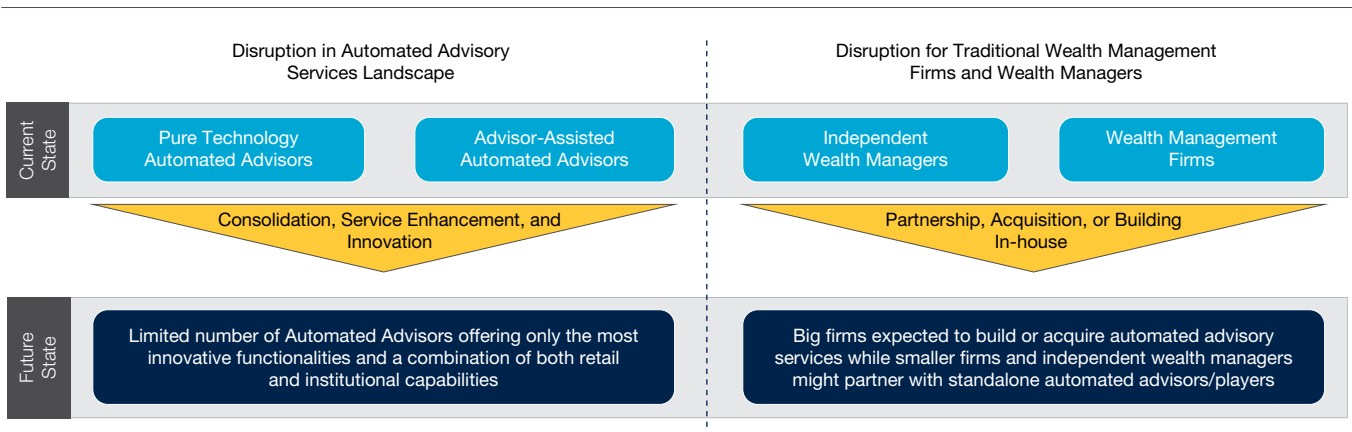 Disruption in Automated Advisory
Services Landscape
Disruption for Traditional Wealth Management
Firms and Wealth Managers
Current
State
Pure Technology
Automated Advisors
Advisor-Assisted
Automated Advisors
Independent
Wealth Managers
Wealth Management
Firms
Consolidation, Service Enhancement, and
Innovation
Partnership, Acquisition, or Building
In-house
Future
State
Limited number of Automated Advisors offering only the most
innovative functionalities and a combination of both retail
and institutional capabilities
Big firms expected to build or acquire automated advisory
services while smaller firms and independent wealth managers
might partner with standalone automated advisors/players